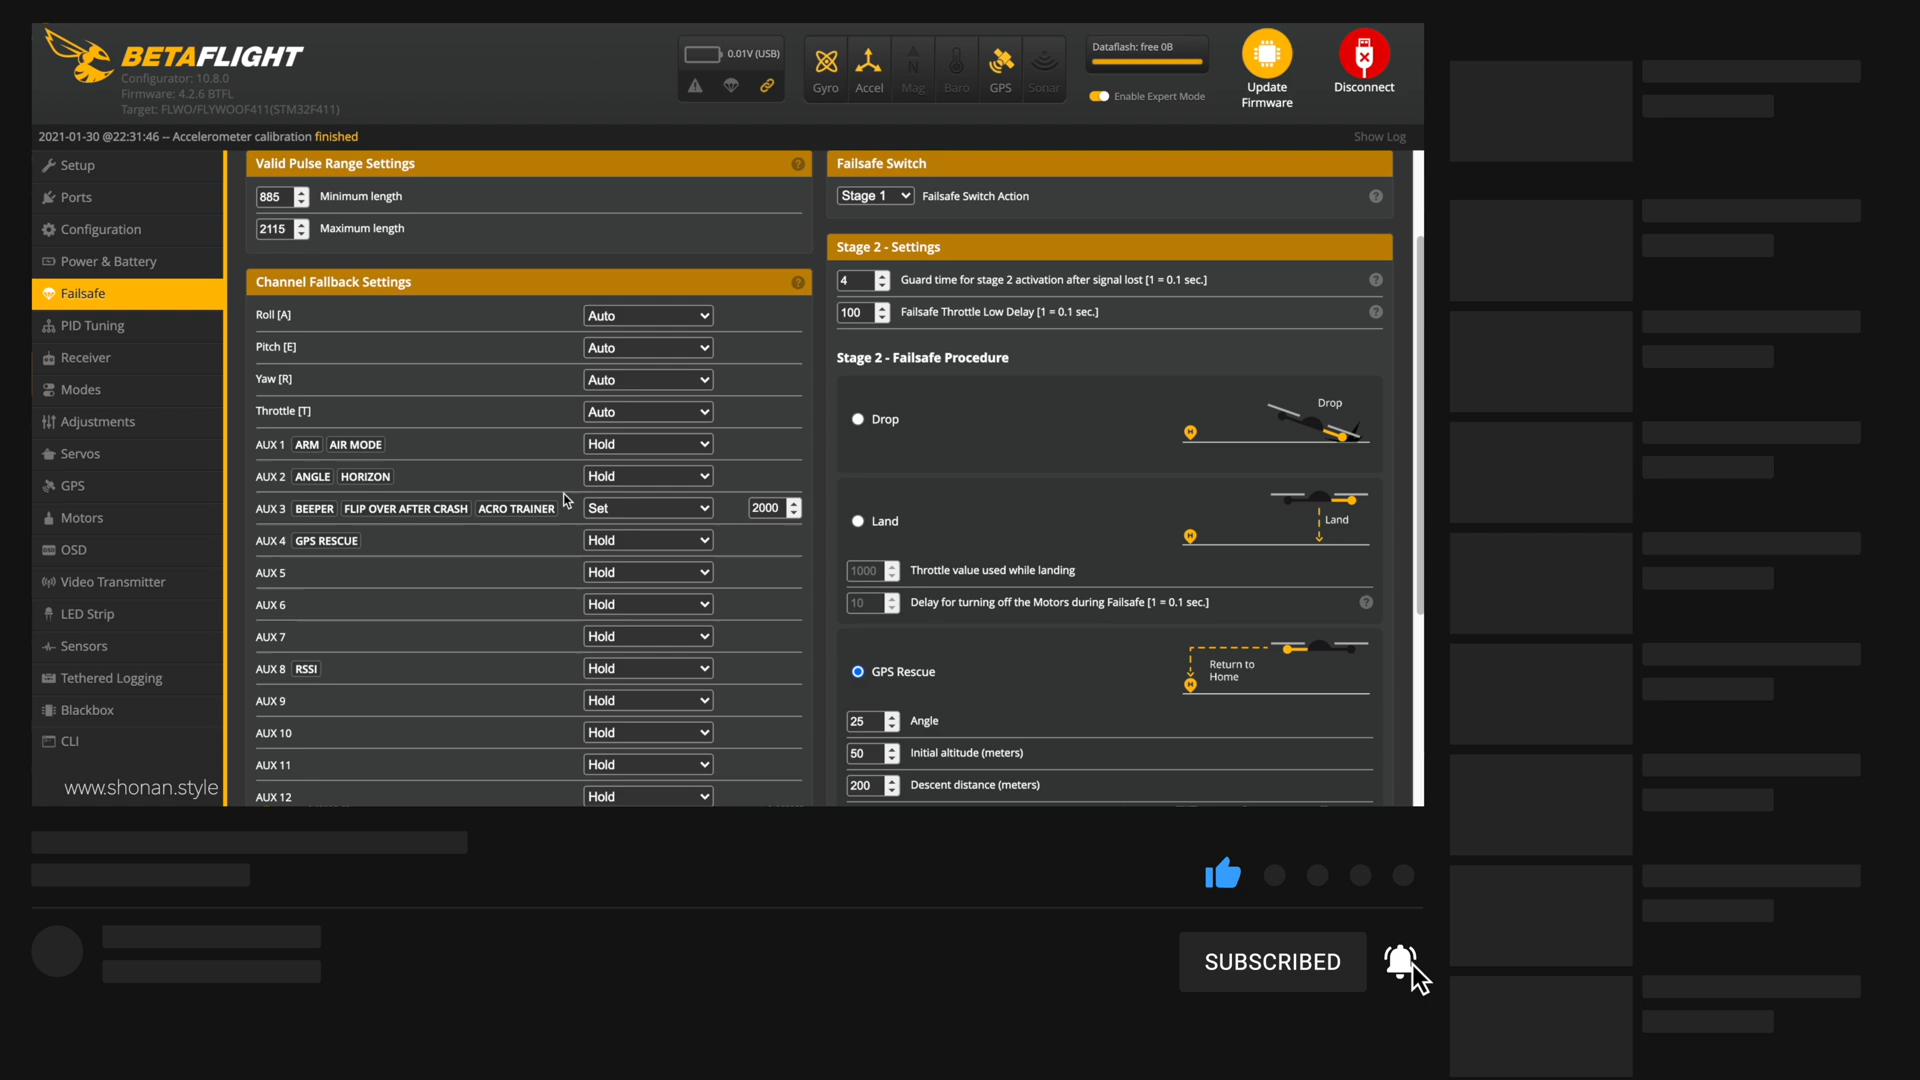 BETAFLIGHT
Configurator: 10.8.0
Firmware: 4.2.6 BTFL
Target: FLWO/FLYWOOF411(STM32F411)
0.01V (USB)
Gyro
Accel
Mag
Baro
GPS
Sonar
Dataflash: free 0B
Enable Expert Mode
Update
Firmware
Disconnect
2021-01-30 @22:31:46 -- Accelerometer calibration finished
Show Log
Setup
Ports
Configuration
Power & Battery
Failsafe
PID Tuning
Receiver
Modes
Adjustments
Servos
GPS
Motors
OSD
Video Transmitter
LED Strip
Sensors
Tethered Logging
Blackbox
CLI
www.shonan.style
Valid Pulse Range Settings
885 Minimum length
2115 Maximum length
Channel Fallback Settings
Roll [A] Auto
Pitch [E] Auto
Yaw [R] Auto
Throttle [T] Auto
AUX 1 ARM AIR MODE Hold
AUX 2 ANGLE HORIZON Hold
AUX 3 BEEPER FLIP OVER AFTER CRASH ACRO TRAINER Set 2000
AUX 4 GPS RESCUE Hold
AUX 5 Hold
AUX 6 Hold
AUX 7 Hold
AUX 8 RSSI Hold
AUX 9 Hold
AUX 10 Hold
AUX 11 Hold
AUX 12 Hold
Failsafe Switch
Stage 1 Failsafe Switch Action
Stage 2 - Settings
4 Guard time for stage 2 activation after signal lost [1 = 0.1 sec.]
100 Failsafe Throttle Low Delay [1 = 0.1 sec.]
Stage 2 - Failsafe Procedure
Drop
Drop
Land
Land
1000 Throttle value used while landing
10 Delay for turning off the Motors during Failsafe [1 = 0.1 sec.]
GPS Rescue
Return to
Home
25 Angle
50 Initial altitude (meters)
200 Descent distance (meters)
SUBSCRIBED